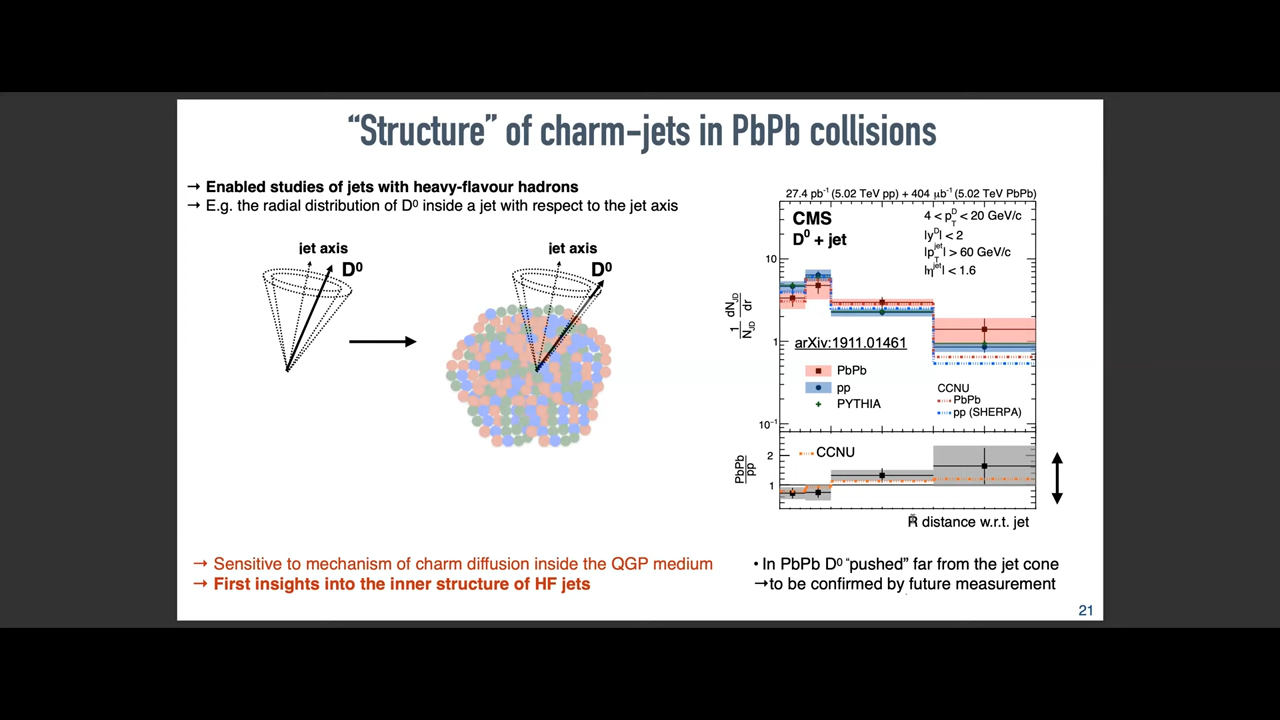 “Structure” of charm-jets in PbPb collisions
→ Enabled studies of jets with heavy-flavour hadrons
→ E.g. the radial distribution of D⁰ inside a jet with respect to the jet axis
jet axis
D⁰
jet axis
D⁰
27.4 pb⁻¹ (5.02 TeV pp) + 404 μb⁻¹ (5.02 TeV PbPb)
CMS
D⁰ + jet
4 < p_T^D < 20 GeV/c
|y^D| < 2
|p_T^jet| > 60 GeV/c
|η^jet| < 1.6
10
1
10⁻¹
1/N_JD dN_JD/dr
arXiv:1911.01461
PbPb
pp
PYTHIA
CCNU
PbPb
pp (SHERPA)
PbPb/pp
2
1
CCNU
distance w.r.t. jet
→ Sensitive to mechanism of charm diffusion inside the QGP medium
→ First insights into the inner structure of HF jets
• In PbPb D⁰ “pushed” far from the jet cone
→to be confirmed by future measurement
21